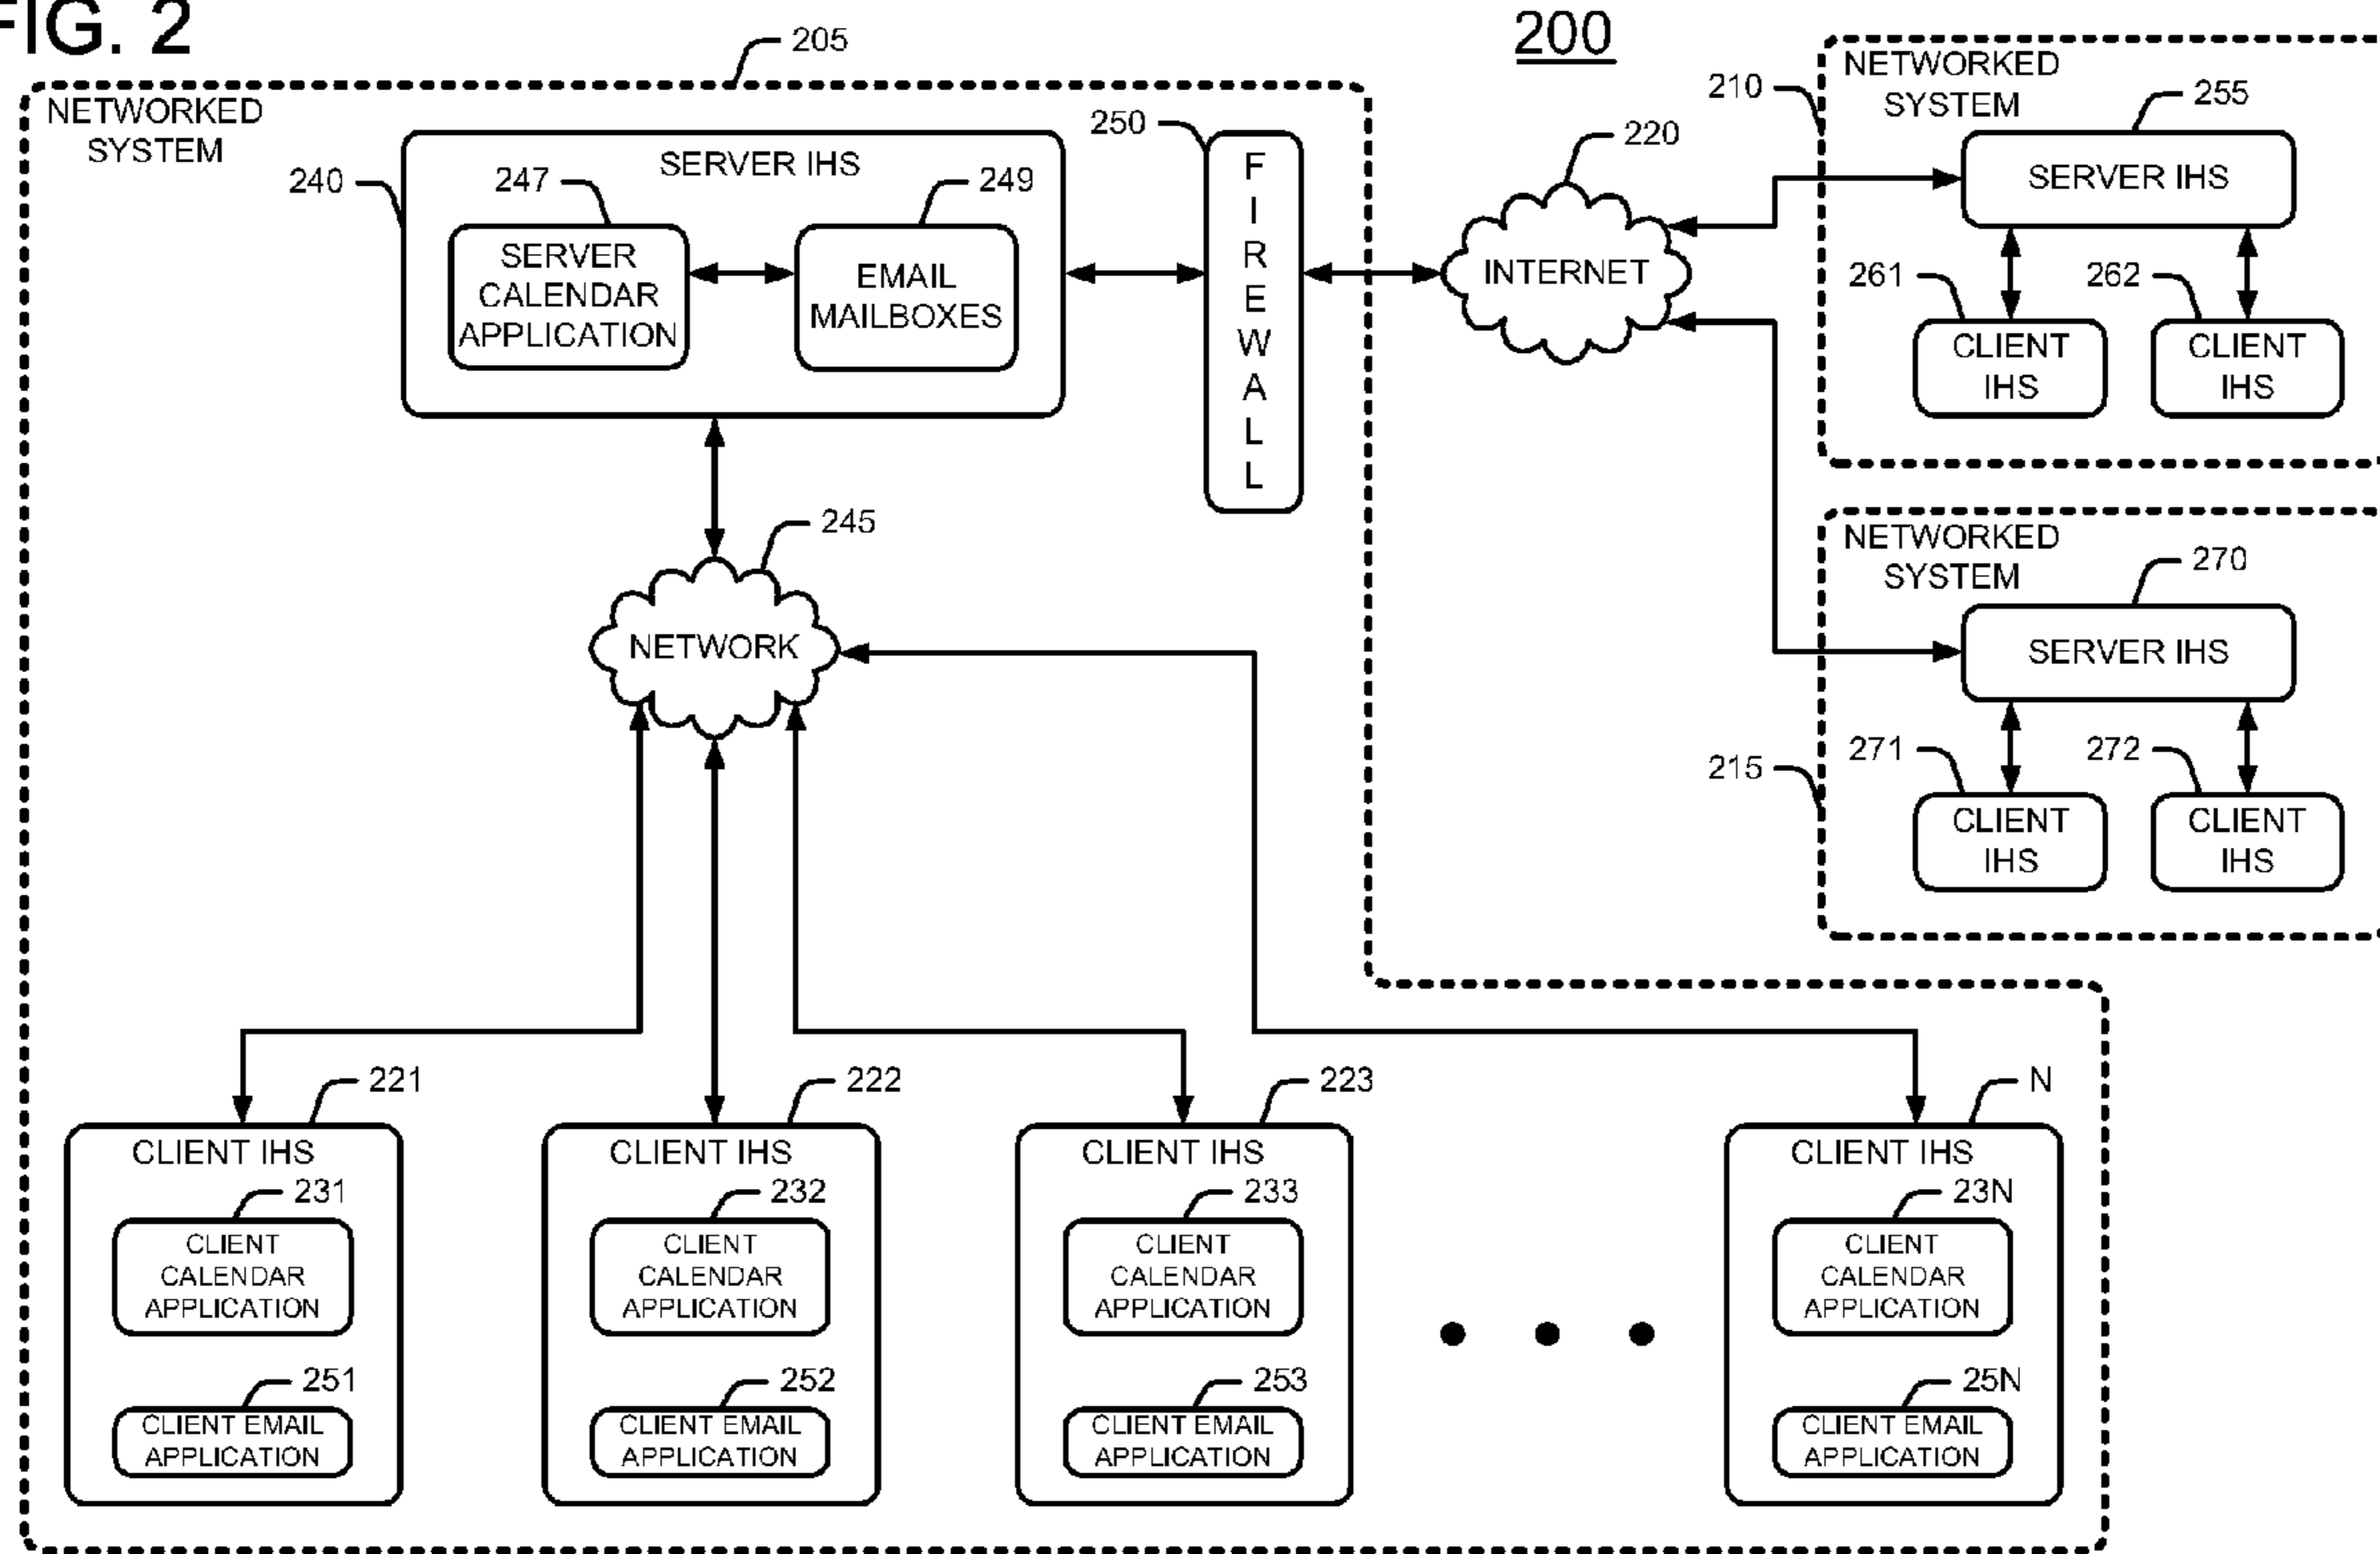 FIG. 2
200
205
NETWORKED
SYSTEM
240
SERVER IHS
247
249
SERVER
CALENDAR
APPLICATION
EMAIL
MAILBOXES
250
FIREWALL
220
INTERNET
210
NETWORKED
SYSTEM
255
SERVER IHS
261
262
CLIENT
IHS
CLIENT
IHS
215
NETWORKED
SYSTEM
270
SERVER IHS
271
272
CLIENT
IHS
CLIENT
IHS
245
NETWORK
221
CLIENT IHS
231
CLIENT
CALENDAR
APPLICATION
251
CLIENT EMAIL
APPLICATION
222
CLIENT IHS
232
CLIENT
CALENDAR
APPLICATION
252
CLIENT EMAIL
APPLICATION
223
CLIENT IHS
233
CLIENT
CALENDAR
APPLICATION
253
CLIENT EMAIL
APPLICATION
N
CLIENT IHS
23N
CLIENT
CALENDAR
APPLICATION
25N
CLIENT EMAIL
APPLICATION